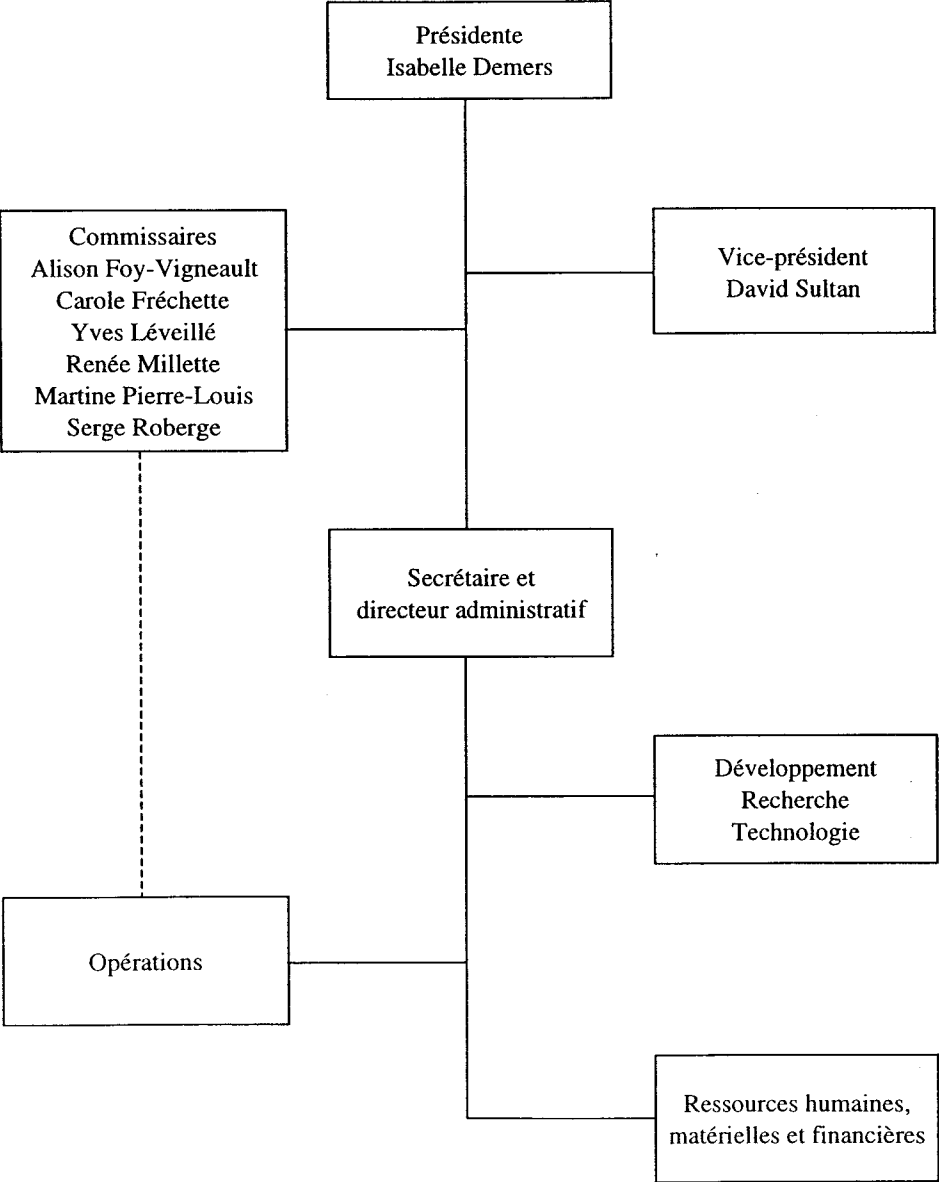 Présidente
Isabelle Demers
Commissaires
Alison Foy-Vigneault
Carole Fréchette
Yves Léveillé
Renée Millette
Martine Pierre-Louis
Serge Roberge
Vice-président
David Sultan
Secrétaire et
directeur administratif
Développement
Recherche
Technologie
Opérations
Ressources humaines,
matérielles et financières